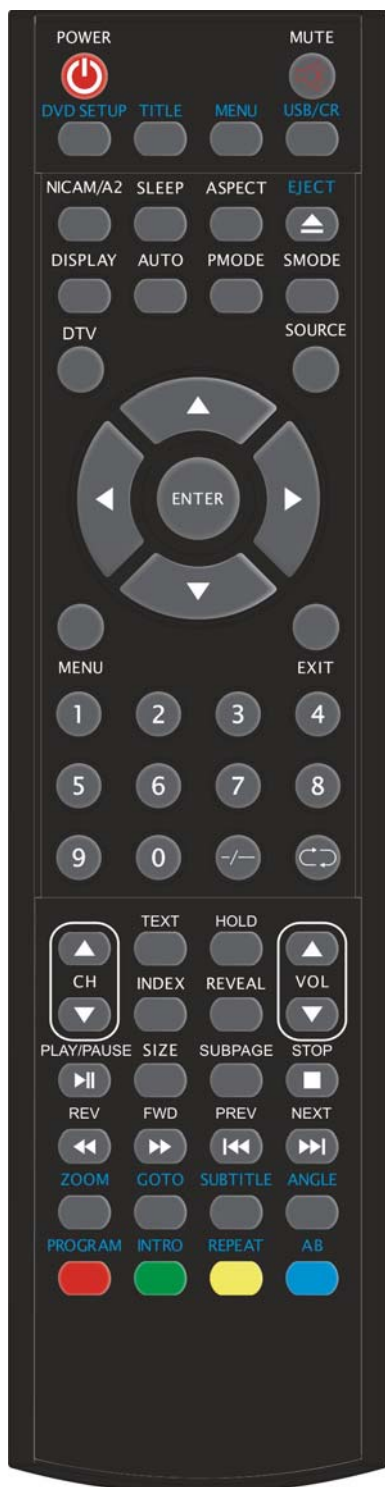 POWER MUTE
DVD SETUP TITLE MENU USB/CR
NICAM/A2 SLEEP ASPECT EJECT
DISPLAY AUTO PMODE SMODE
DTV SOURCE
ENTER
MENU EXIT
1 2 3 4
5 6 7 8
9 0 -/--
TEXT HOLD
CH INDEX REVEAL VOL
PLAY/PAUSE SIZE SUBPAGE STOP
REV FWD PREV NEXT
ZOOM GOTO SUBTITLE ANGLE
PROGRAM INTRO REPEAT AB